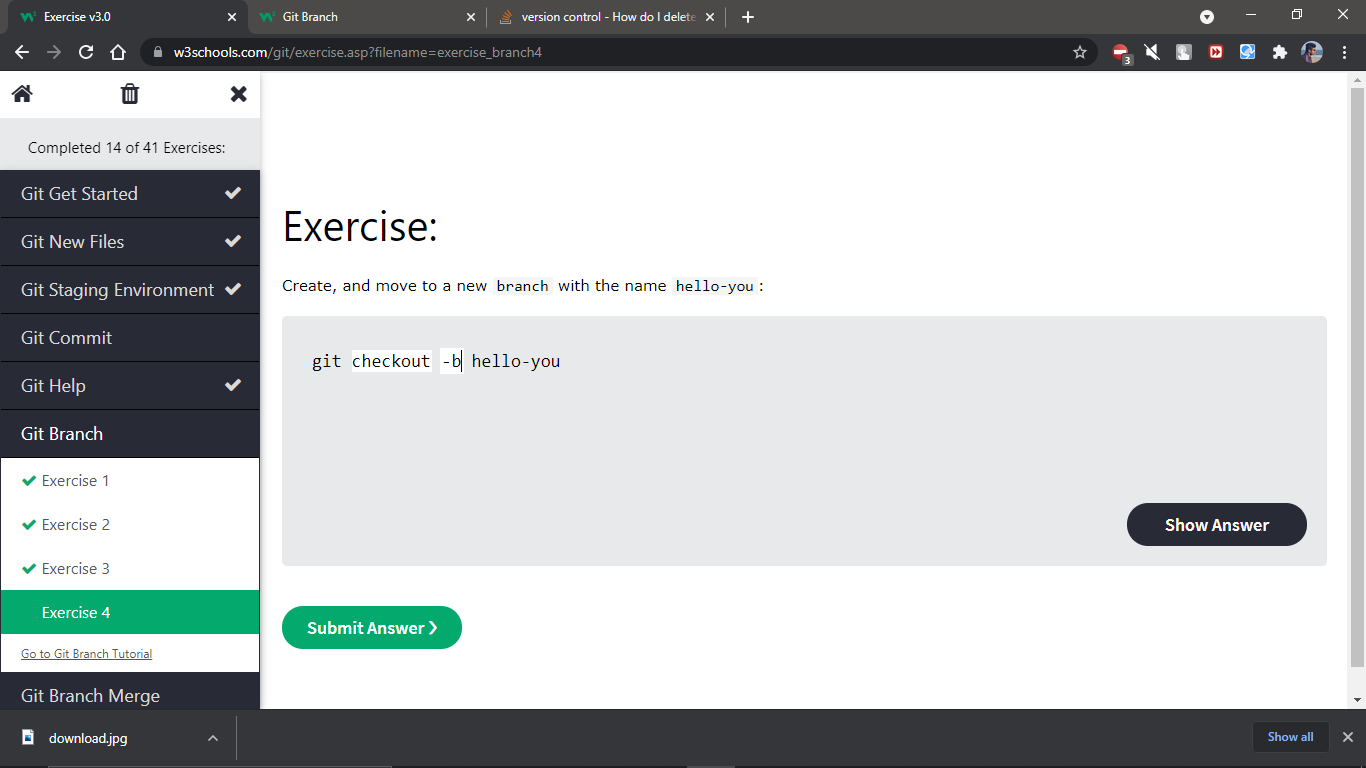 Exercise v3.0
Git Branch
version control - How do I delete
w3schools.com/git/exercise.asp?filename=exercise_branch4
3
Completed 14 of 41 Exercises:
Git Get Started
Git New Files
Git Staging Environment
Git Commit
Git Help
Git Branch
Exercise 1
Exercise 2
Exercise 3
Exercise 4
Go to Git Branch Tutorial
Git Branch Merge
Exercise:
Create, and move to a new branch with the name hello-you:
git checkout -b hello-you
Show Answer
Submit Answer ❯
download.jpg
Show all